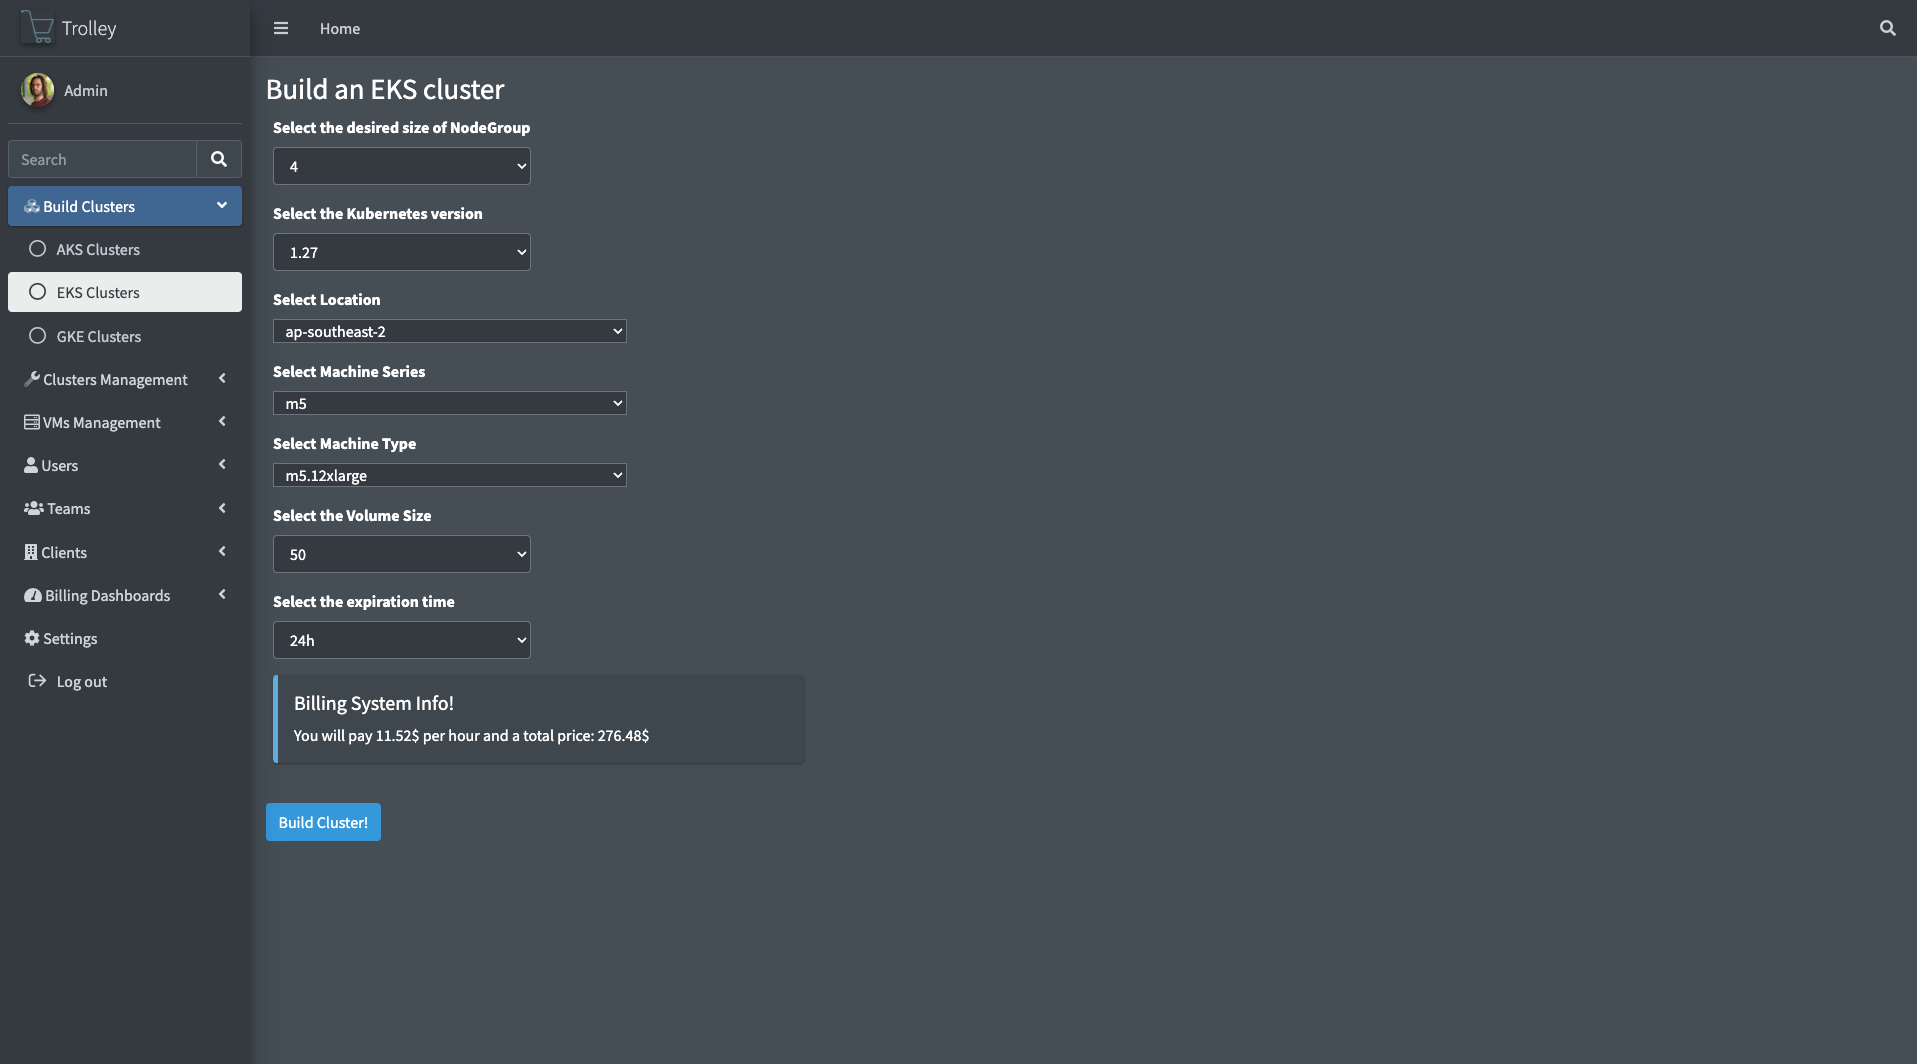 Trolley
Home
Admin
Search
Build Clusters
AKS Clusters
EKS Clusters
GKE Clusters
Clusters Management
VMs Management
Users
Teams
Clients
Billing Dashboards
Settings
Log out
Build an EKS cluster
Select the desired size of NodeGroup
4
Select the Kubernetes version
1.27
Select Location
ap-southeast-2
Select Machine Series
m5
Select Machine Type
m5.12xlarge
Select the Volume Size
50
Select the expiration time
24h
Billing System Info!
You will pay 11.52$ per hour and a total price: 276.48$
Build Cluster!